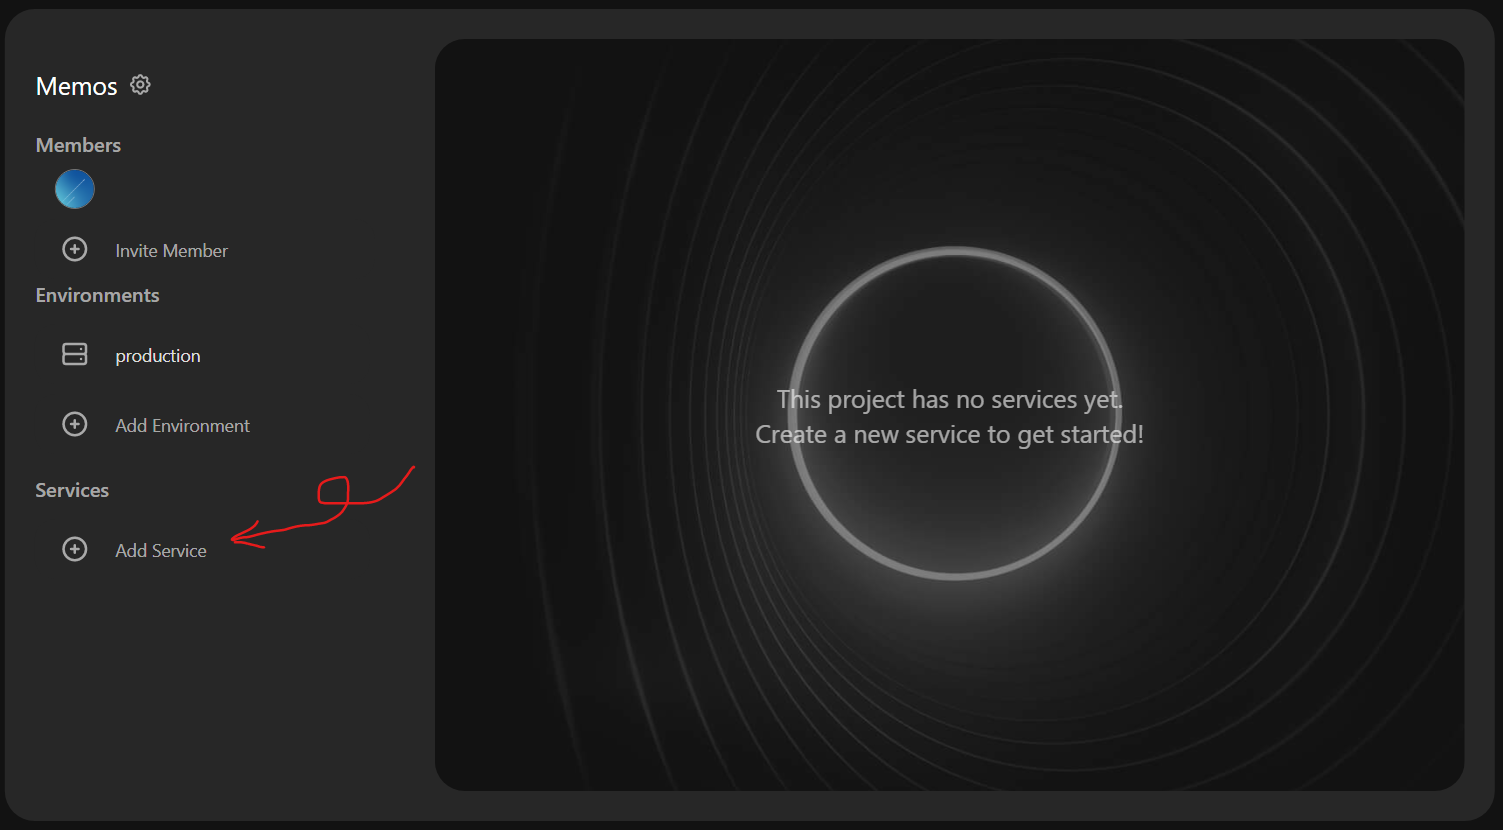 Memos
Members
Invite Member
Environments
production
Add Environment
Services
Add Service
This project has no services yet.
Create a new service to get started!